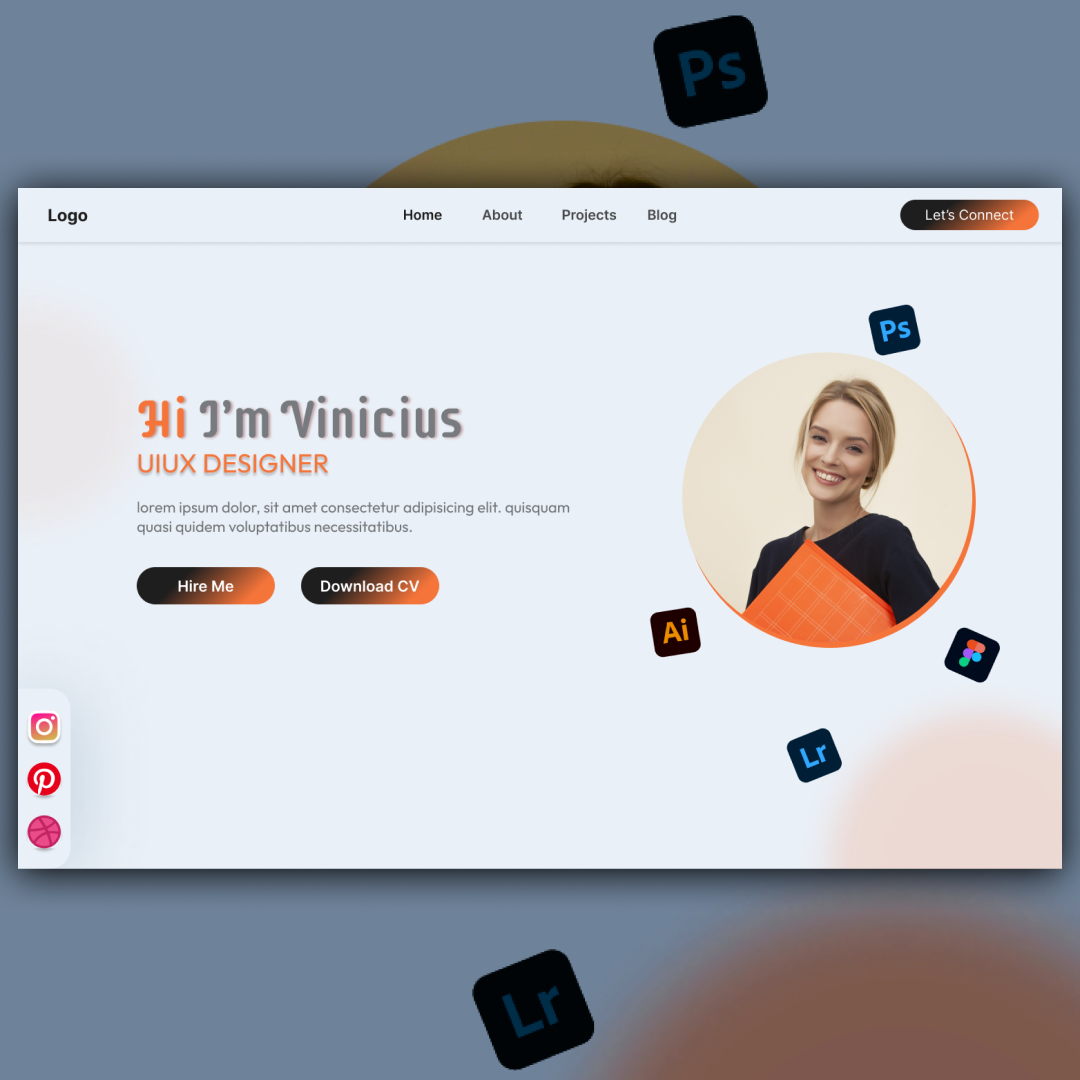 Ps
Logo
Home
About
Projects
Blog
Let's Connect
Ps
Hi I'm Vinicius
UIUX DESIGNER
lorem ipsum dolor, sit amet consectetur adipisicing elit. quisquam
quasi quidem voluptatibus necessitatibus.
Hire Me
Download CV
Ai
Lr
Lr